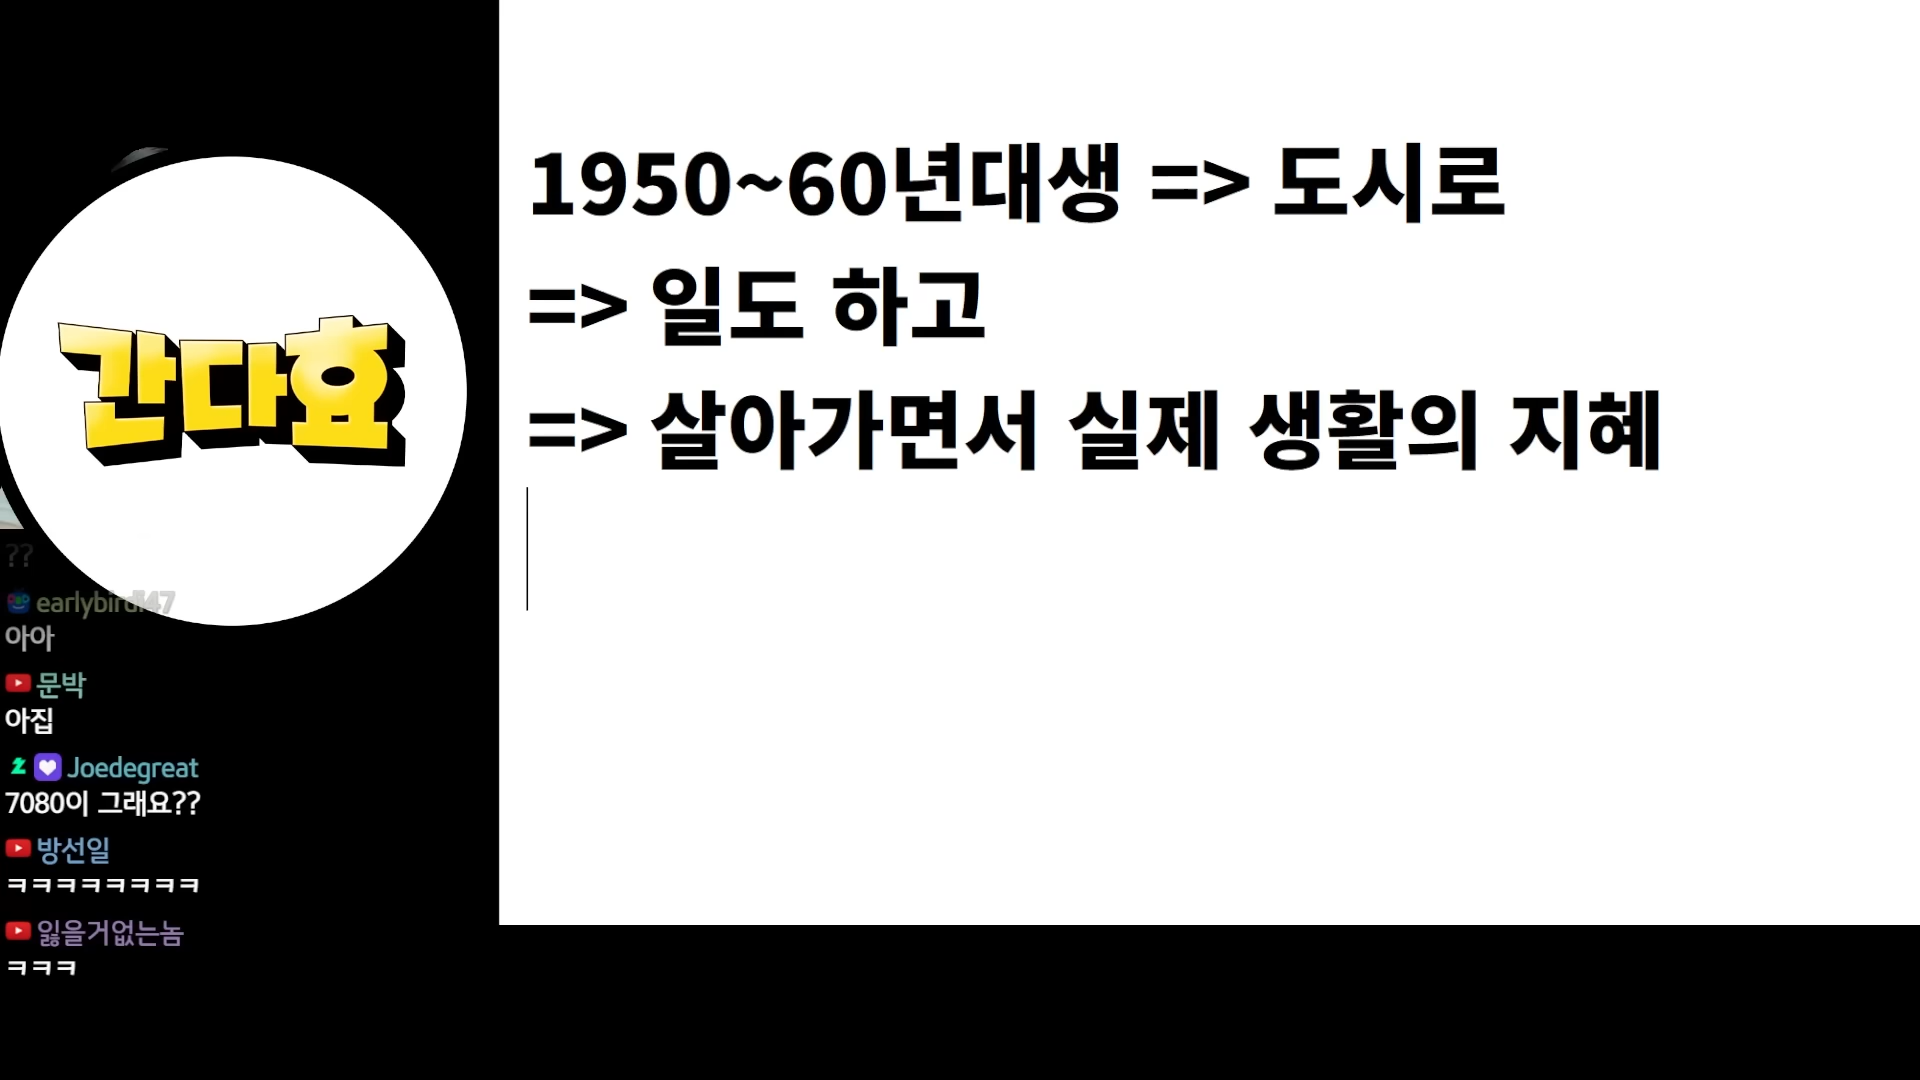 1950~60년대생 => 도시로
=> 일도 하고
=> 살아가면서 실제 생활의 지혜
간다효
??
earlybird147
아아
문박
아집
Joedegreat
7080이 그래요??
방선일
ㅋㅋㅋㅋㅋㅋㅋㅋ
잃을거없는놈
ㅋㅋㅋ